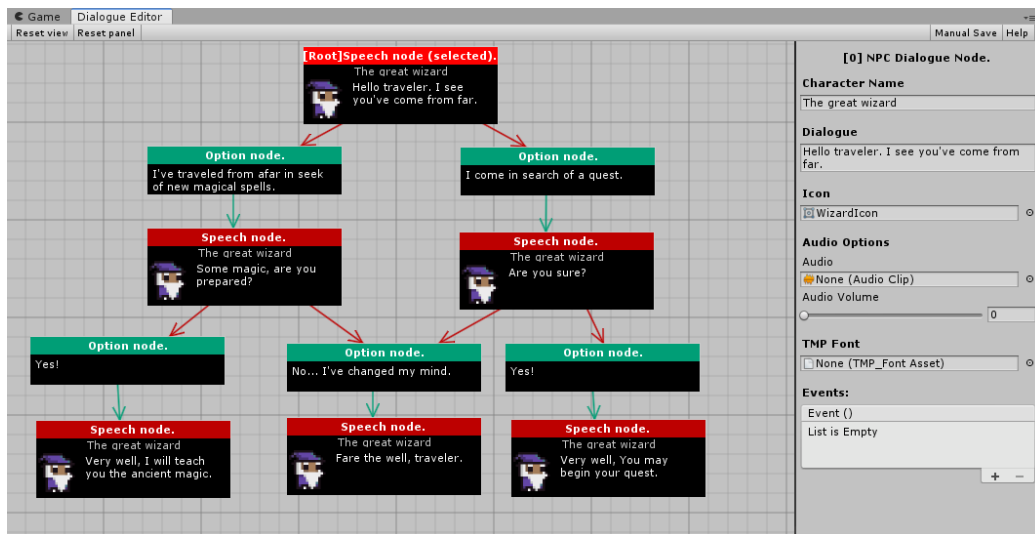 Game
Dialogue Editor
Reset view
Reset panel
Manual Save
Help
[Root]Speech node (selected).
The great wizard
Hello traveler. I see
you've come from far.
Option node.
I've traveled from afar in seek
of new magical spells.
Option node.
I come in search of a quest.
Speech node.
The great wizard
Some magic, are you
prepared?
Speech node.
The great wizard
Are you sure?
Option node.
Yes!
Option node.
No... I've changed my mind.
Option node.
Yes!
Speech node.
The great wizard
Very well, I will teach
you the ancient magic.
Speech node.
The great wizard
Fare the well, traveler.
Speech node.
The great wizard
Very well, You may
begin your quest.
[0] NPC Dialogue Node.
Character Name
The great wizard
Dialogue
Hello traveler. I see you've come from
far.
Icon
WizardIcon
Audio Options
Audio
None (Audio Clip)
Audio Volume
0
TMP Font
None (TMP_Font Asset)
Events:
Event ()
List is Empty